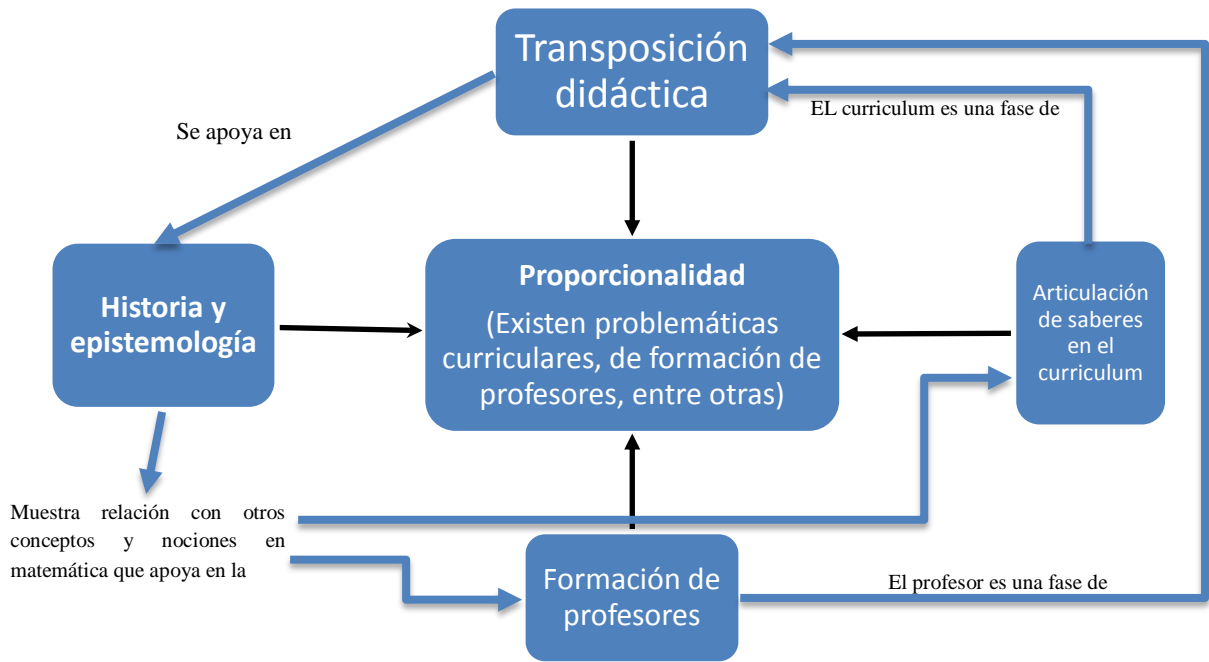 Transposición
didáctica
EL curriculum es una fase de
Se apoya en
Historia y
epistemología
Proporcionalidad
(Existen problemáticas
curriculares, de formación de
profesores, entre otras)
Articulación
de saberes
en el
curriculum
Muestra relación con otros
conceptos y nociones en
matemática que apoya en la
Formación de
profesores
El profesor es una fase de